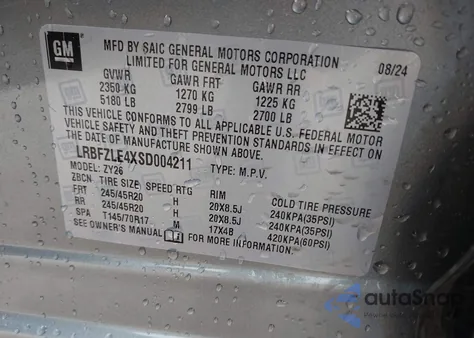 GM
MFD BY SAIC GENERAL MOTORS CORPORATION
LIMITED FOR GENERAL MOTORS LLC
08/24
GVWR GAWR FRT GAWR RR
2350 KG 1270 KG 1225 KG
5180 LB 2799 LB 2700 LB
THIS VEHICLE CONFORMS TO ALL APPLICABLE U.S. FEDERAL MOTOR
VEHICLE SAFETY AND THEFT PREVENTION STANDARDS IN EFFECT ON
THE DATE OF MANUFACTURE SHOWN ABOVE.
LRBFZLE4XSD004211 TYPE: M.P.V.
MODEL: ZY26
ZBCN TIRE SIZE SPEED RTG RIM COLD TIRE PRESSURE
FRT 245/45R20 H 20X8.5J 240KPA(35PSI)
RR 245/45R20 H 20X8.5J 240KPA(35PSI)
SPA T145/70R17 M 17X4B 420KPA(60PSI)
SEE OWNER'S MANUAL FOR MORE INFORMATION.
autoSnap